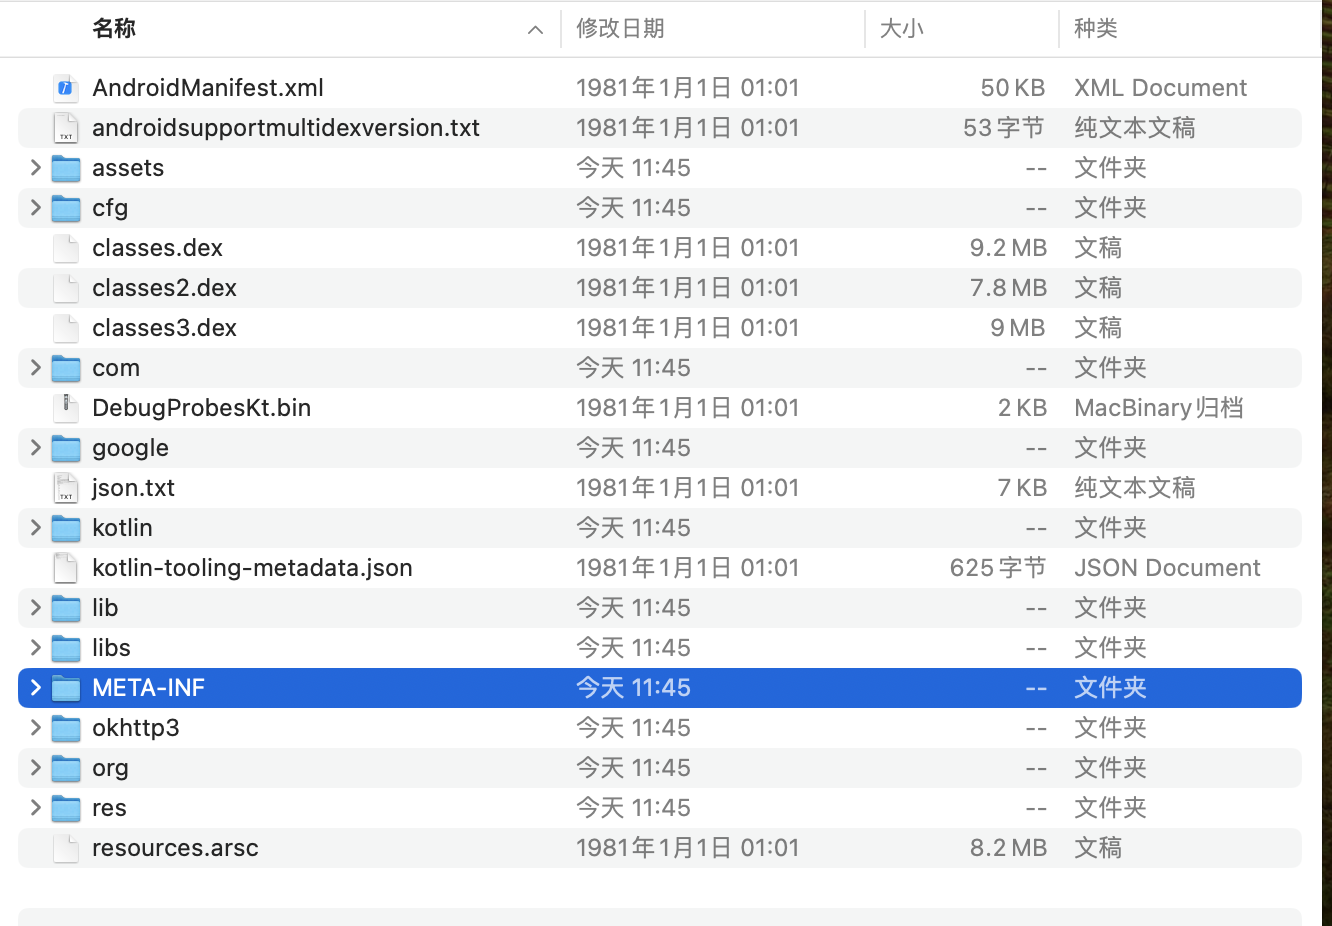 名称 修改日期 大小 种类
AndroidManifest.xml 1981年1月1日 01:01 50 KB XML Document
androidsupportmultidexversion.txt 1981年1月1日 01:01 53 字节 纯文本文稿
assets 今天 11:45 -- 文件夹
cfg 今天 11:45 -- 文件夹
classes.dex 1981年1月1日 01:01 9.2 MB 文稿
classes2.dex 1981年1月1日 01:01 7.8 MB 文稿
classes3.dex 1981年1月1日 01:01 9 MB 文稿
com 今天 11:45 -- 文件夹
DebugProbesKt.bin 1981年1月1日 01:01 2 KB MacBinary归档
google 今天 11:45 -- 文件夹
TXT json.txt 1981年1月1日 01:01 7 KB 纯文本文稿
kotlin 今天 11:45 -- 文件夹
kotlin-tooling-metadata.json 1981年1月1日 01:01 625 字节 JSON Document
lib 今天 11:45 -- 文件夹
libs 今天 11:45 -- 文件夹
META-INF 今天 11:45 -- 文件夹
okhttp3 今天 11:45 -- 文件夹
org 今天 11:45 -- 文件夹
res 今天 11:45 -- 文件夹
resources.arsc 1981年1月1日 01:01 8.2 MB 文稿